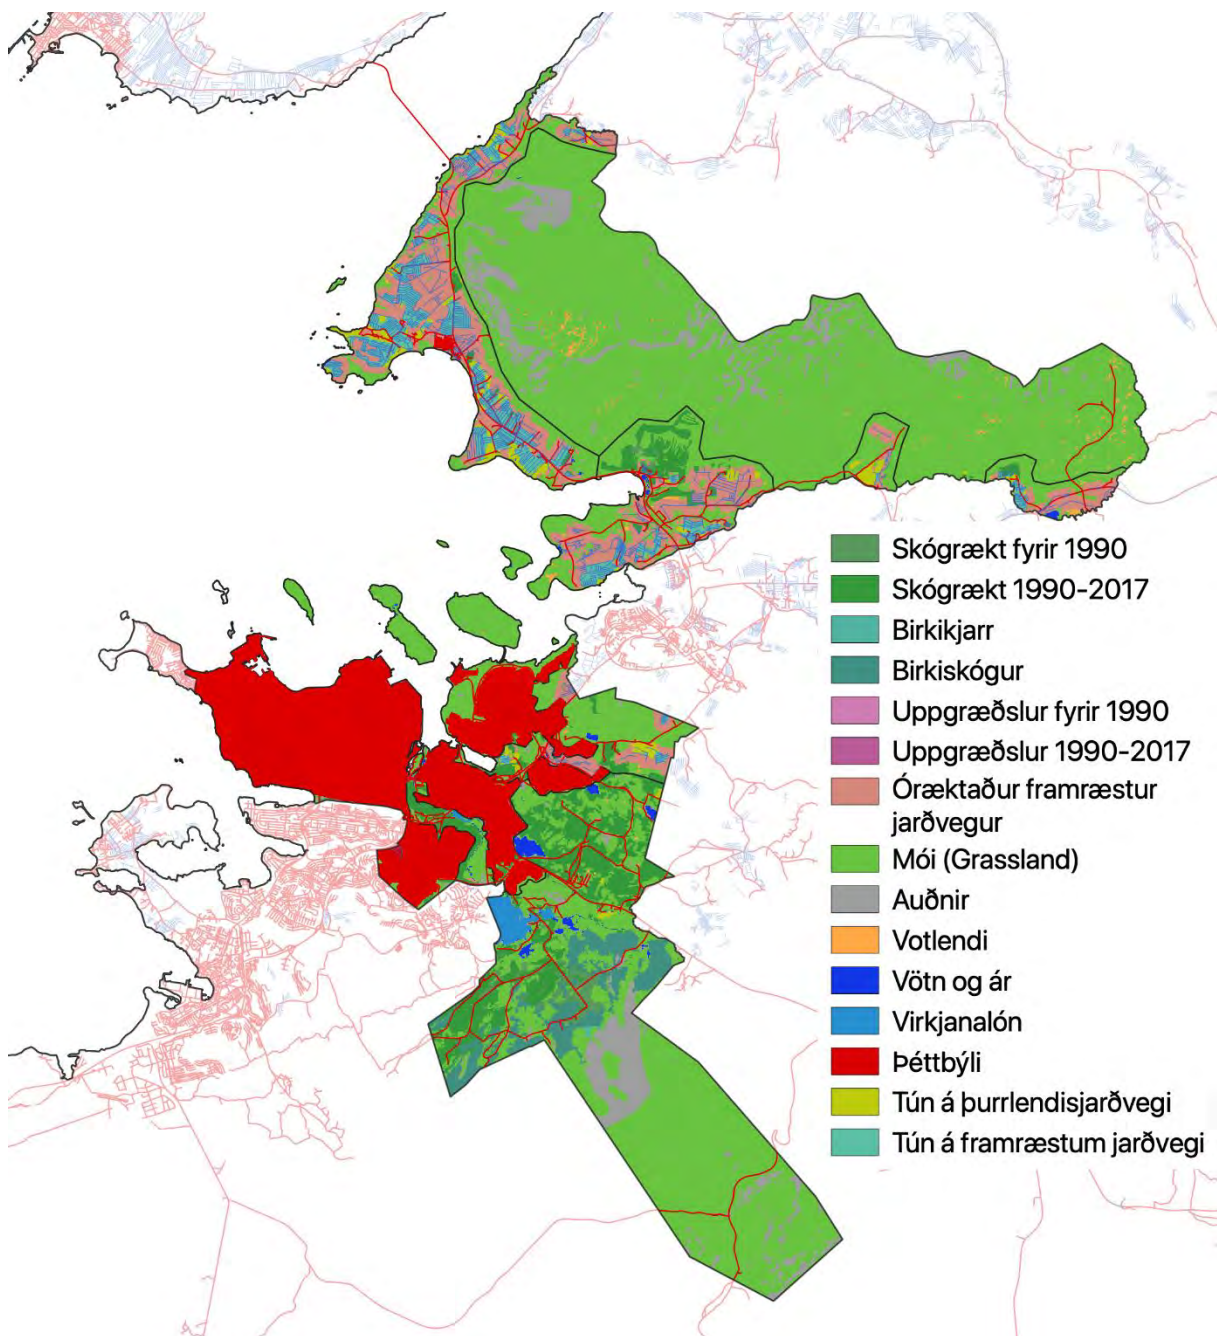 Skógrækt fyrir 1990
Skógrækt 1990-2017
Birkikjarr
Birkiskógur
Uppgræðslur fyrir 1990
Uppgræðslur 1990-2017
Óræktaður framræstur
jarðvegur
Mói (Grassland)
Auðnir
Votlendi
Vötn og ár
Virkjanalón
Þéttbýli
Tún á þurrlendisjarðvegi
Tún á framræstum jarðvegi